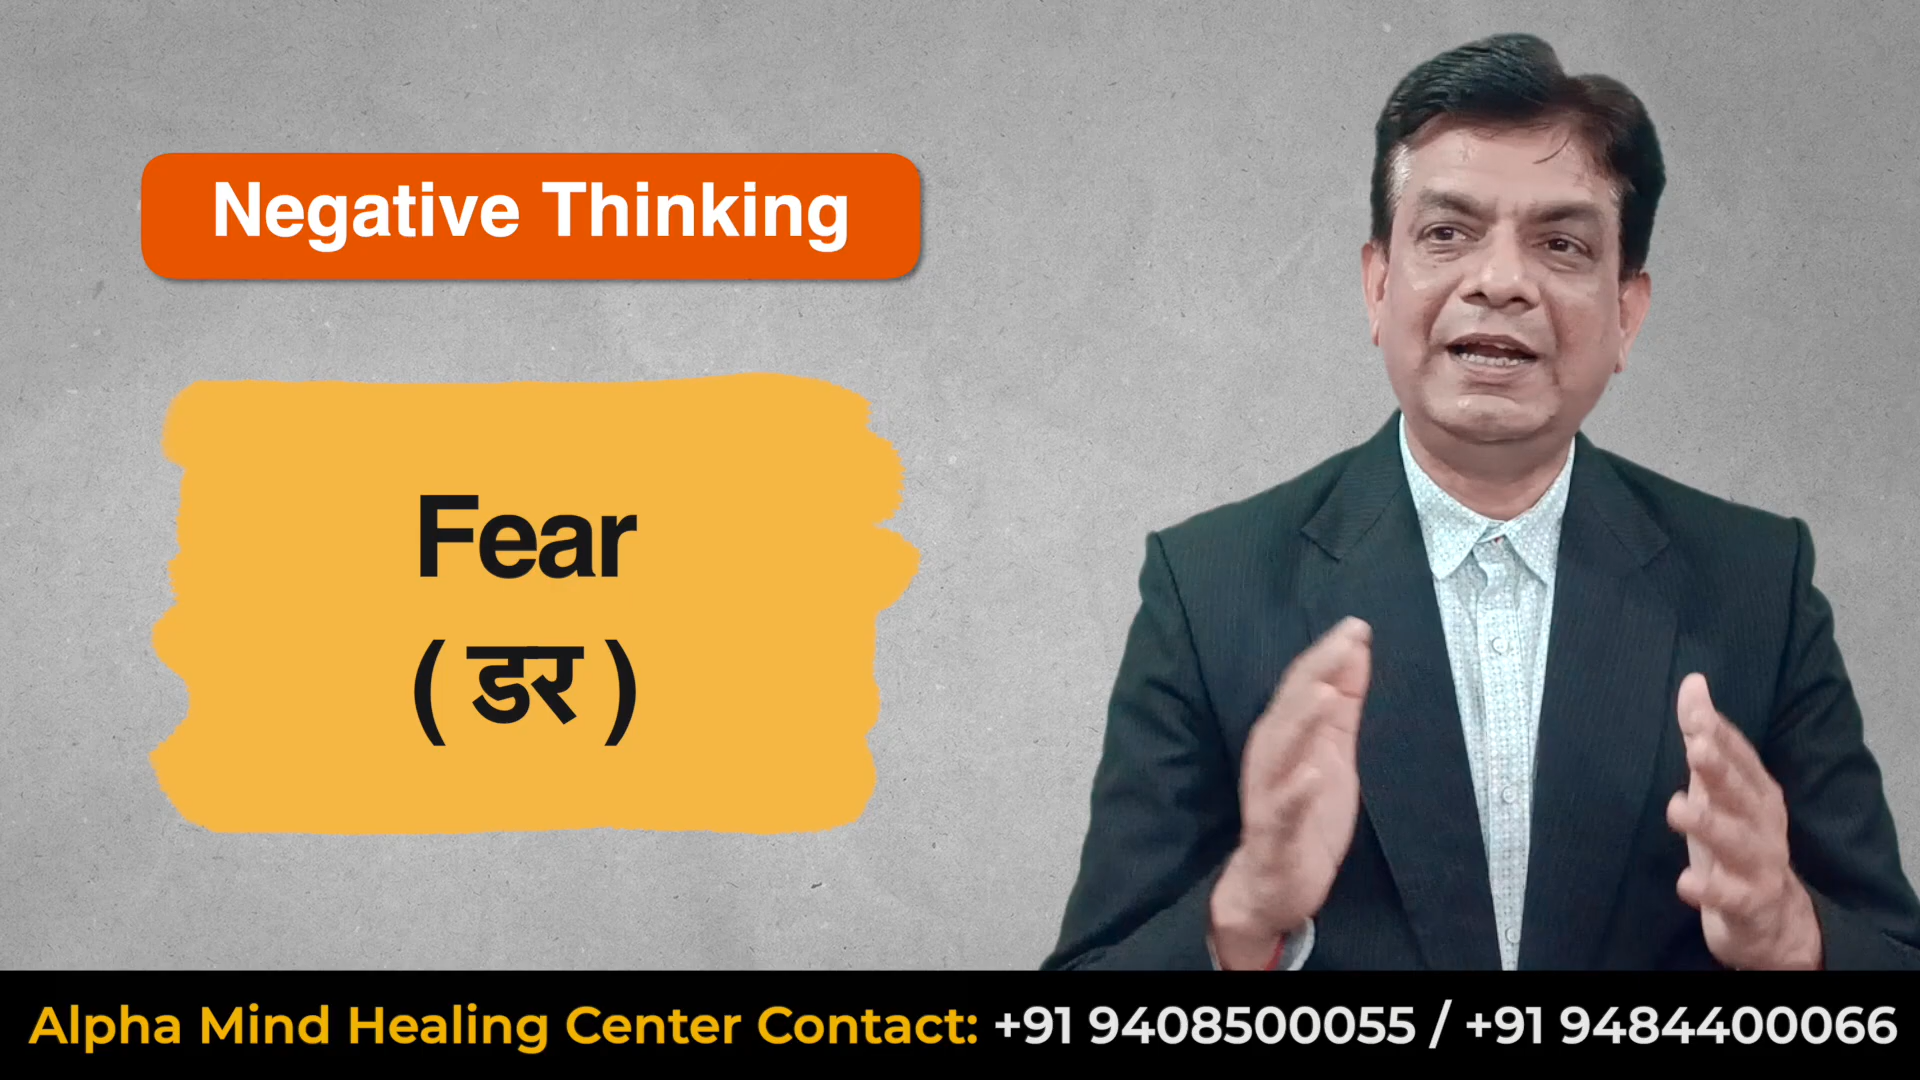 Negative Thinking
Fear
( डर )
Alpha Mind Healing Center Contact: +91 9408500055 / +91 9484400066